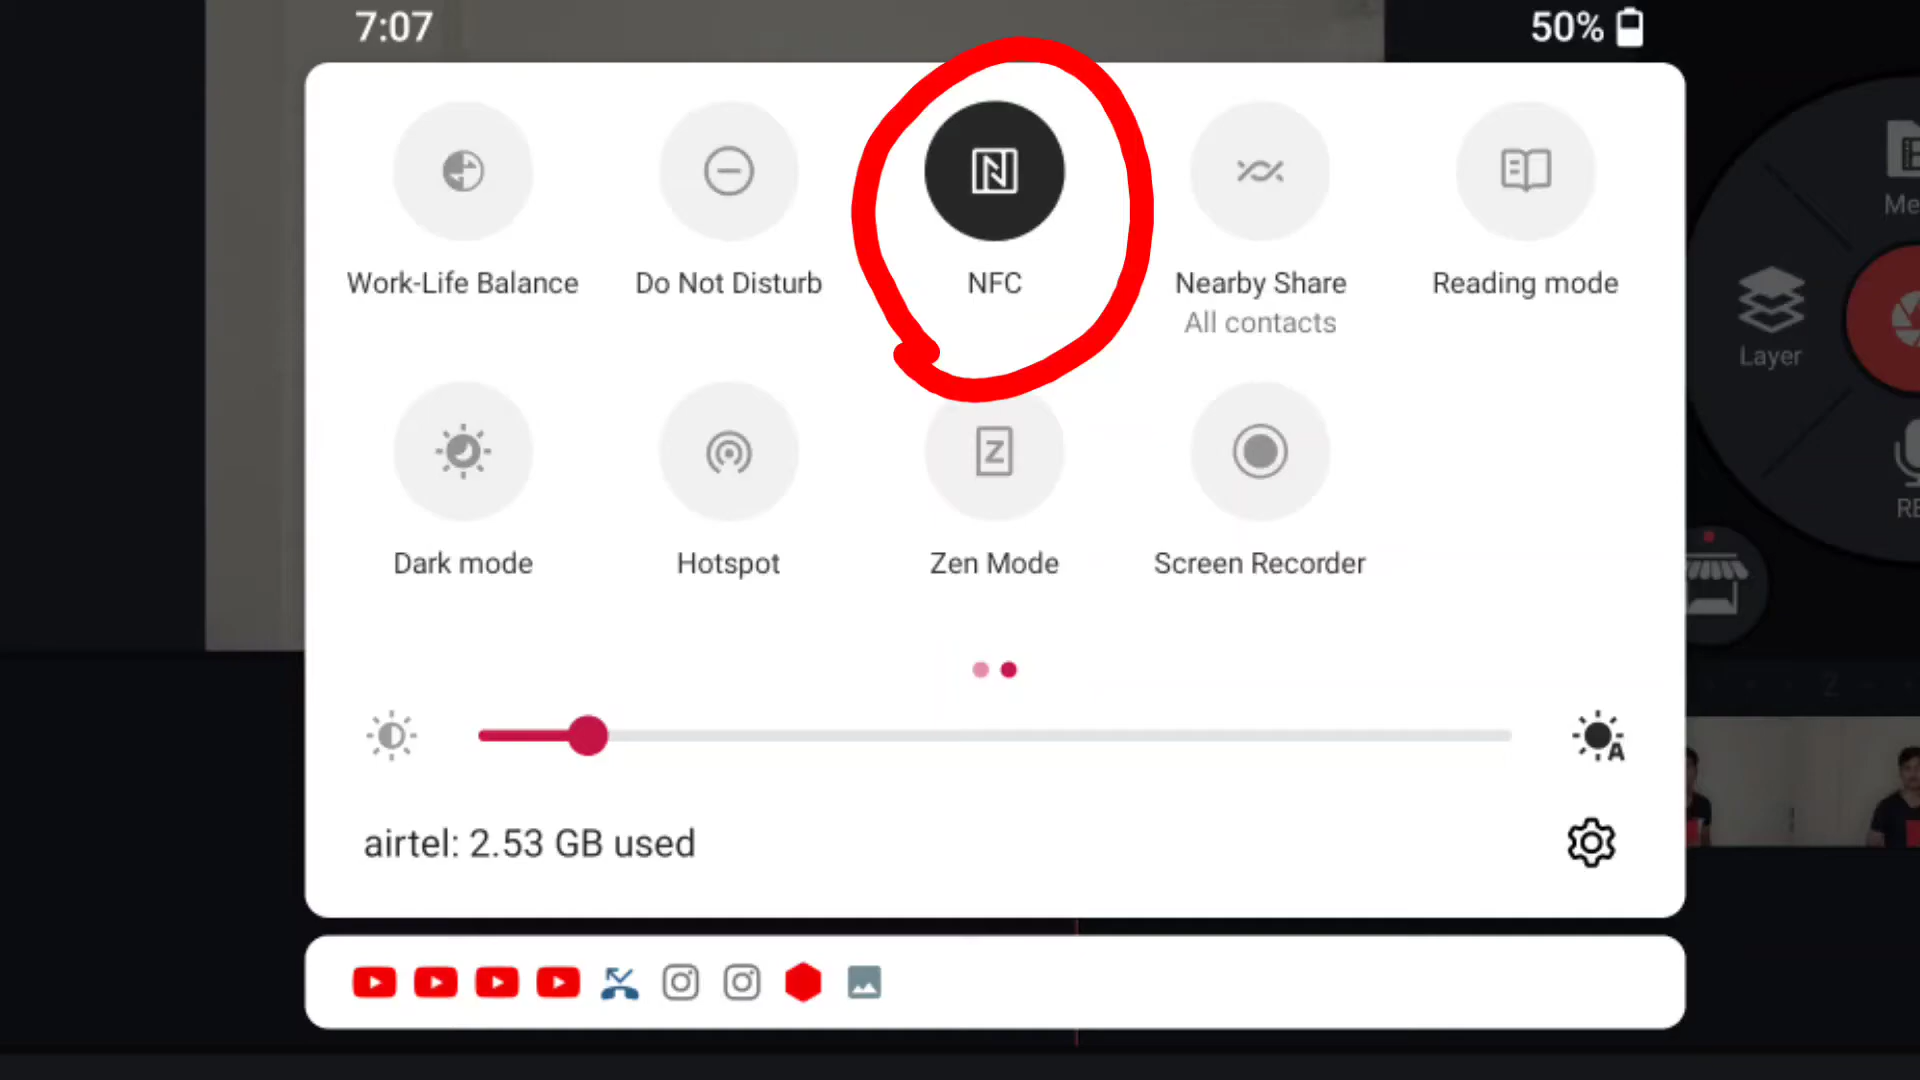 7:07
50%
Work-Life Balance
Do Not Disturb
NFC
Nearby Share
All contacts
Reading mode
Layer
Dark mode
Hotspot
Z
Zen Mode
Screen Recorder
A
airtel: 2.53 GB used